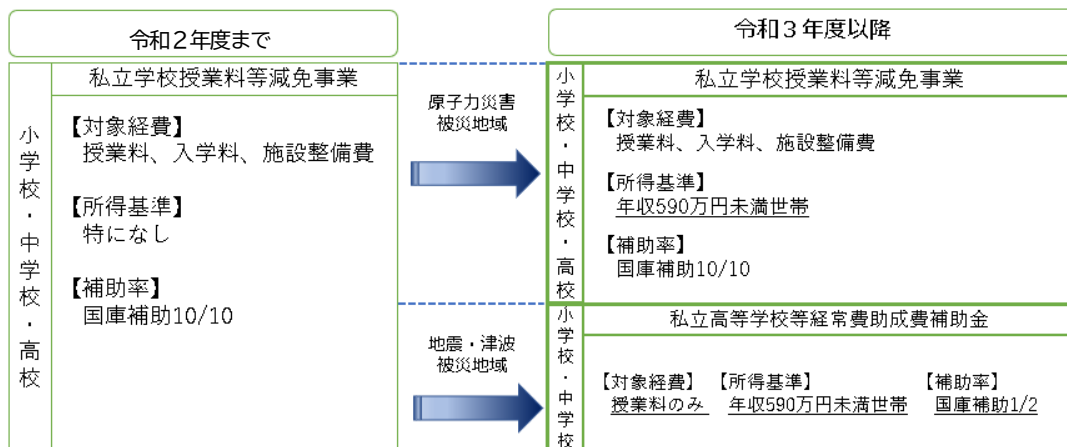 令和２年度まで
小学校・中学校・高校
私立学校授業料等減免事業
【対象経費】
授業料、入学料、施設整備費
【所得基準】
特になし
【補助率】
国庫補助10/10
原子力災害
被災地域
地震・津波
被災地域
令和３年度以降
小学校・中学校・高校
私立学校授業料等減免事業
【対象経費】
授業料、入学料、施設整備費
【所得基準】
年収590万円未満世帯
【補助率】
国庫補助10/10
小学校・中学校
私立高等学校等経常費助成費補助金
【対象経費】 【所得基準】 【補助率】
授業料のみ 年収590万円未満世帯 国庫補助1/2